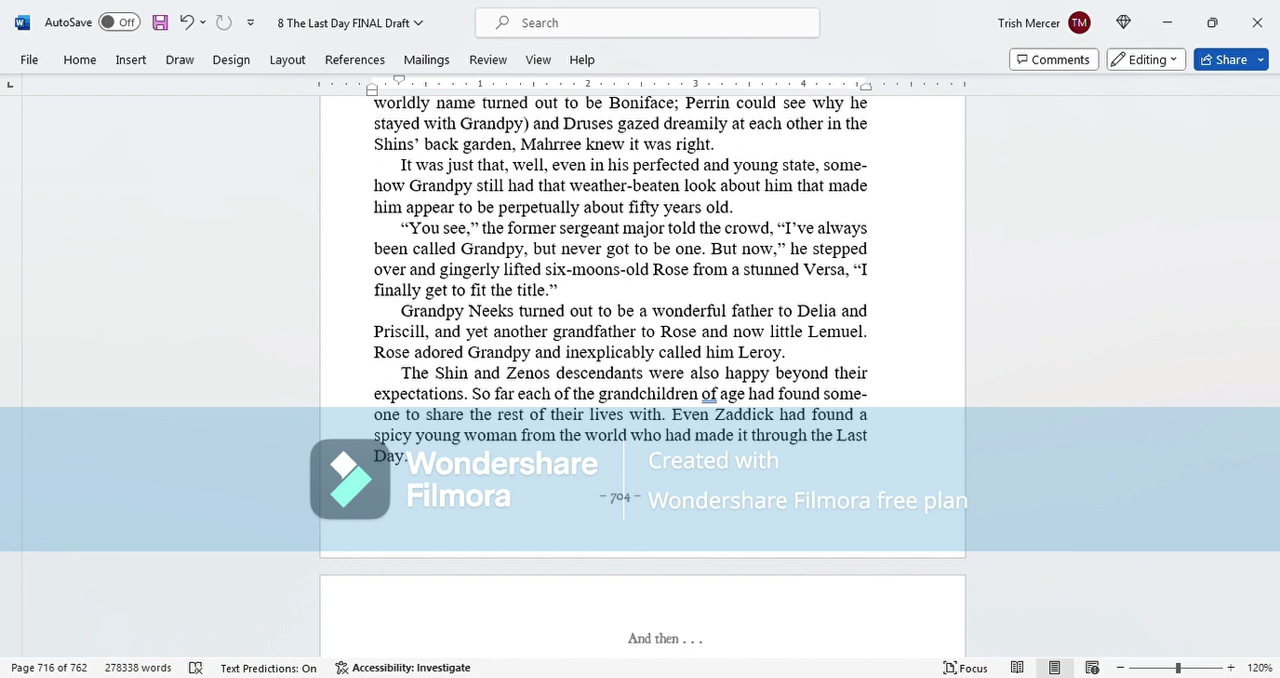 AutoSave
Off
8 The Last Day FINAL Draft
Search
Trish Mercer
TM
File
Home
Insert
Draw
Design
Layout
References
Mailings
Review
View
Help
Comments
Editing
Share
1
2
3
4
worldly name turned out to be Boniface; Perrin could see why he
stayed with Grandpy) and Druses gazed dreamily at each other in the
Shins’ back garden, Mahrree knew it was right.
It was just that, well, even in his perfected and young state, some-
how Grandpy still had that weather-beaten look about him that made
him appear to be perpetually about fifty years old.
“You see,” the former sergeant major told the crowd, “I’ve always
been called Grandpy, but never got to be one. But now,” he stepped
over and gingerly lifted six-moons-old Rose from a stunned Versa, “I
finally get to fit the title.”
Grandpy Neeks turned out to be a wonderful father to Delia and
Priscill, and yet another grandfather to Rose and now little Lemuel.
Rose adored Grandpy and inexplicably called him Leroy.
The Shin and Zenos descendants were also happy beyond their
expectations. So far each of the grandchildren of age had found some-
one to share the rest of their lives with. Even Zaddick had found a
spicy young woman from the world who had made it through the Last
Day.
Wondershare
Filmora
Created with
Wondershare Filmora free plan
– 704 –
And then . . .
Page 716 of 762
278338 words
Text Predictions: On
Accessibility: Investigate
Focus
120%